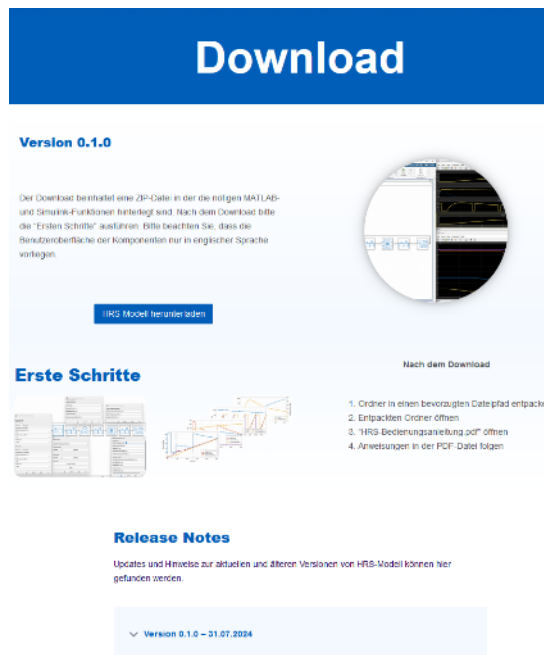 Download
Version 0.1.0
Der Download beinhaltet eine ZIP-Datei in der die nötigen MATLAB-
und Simulink-Funktionen hinterlegt sind. Nach dem Download bitte
die "Ersten Schritte" ausführen. Bitte beachten Sie, dass die
Benutzeroberfläche der Komponenten nur in englischer Sprache
vorliegen.
HRS Modell herunterladen
Erste Schritte
Nach dem Download
1. Ordner in einen bevorzugten Dateipfad entpacke
2. Entpackten Ordner öffnen
3. "HRS-Bedienungsanleitung.pdf" öffnen
4. Anweisungen in der PDF-Datei folgen
Release Notes
Updates und Hinweise zur aktuellen und älteren Versionen von HRS-Modell können hier
gefunden werden.
Version 0.1.0 – 31.07.2024